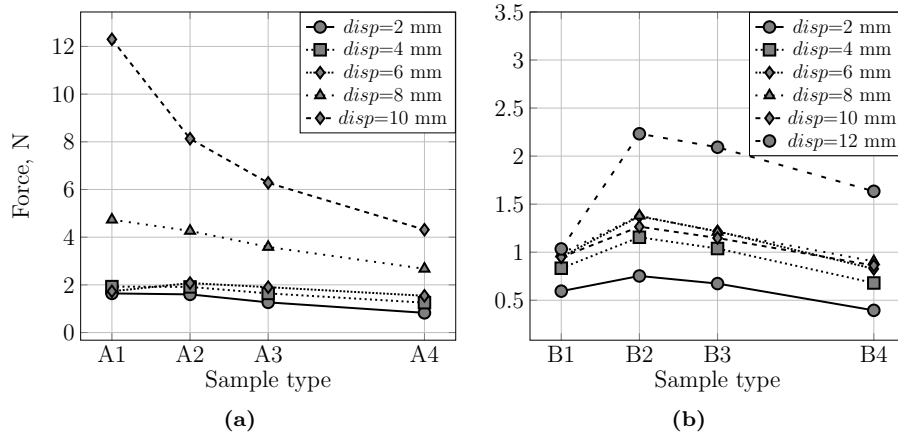 disp=2 mm
disp=4 mm
disp=6 mm
disp=8 mm
disp=10 mm
12
10
8
6
4
2
0
Force, N
A1 A2 A3 A4
Sample type
(a)
disp=2 mm
disp=4 mm
disp=6 mm
disp=8 mm
disp=10 mm
disp=12 mm
3.5
3
2.5
2
1.5
1
0.5
B1 B2 B3 B4
Sample type
(b)